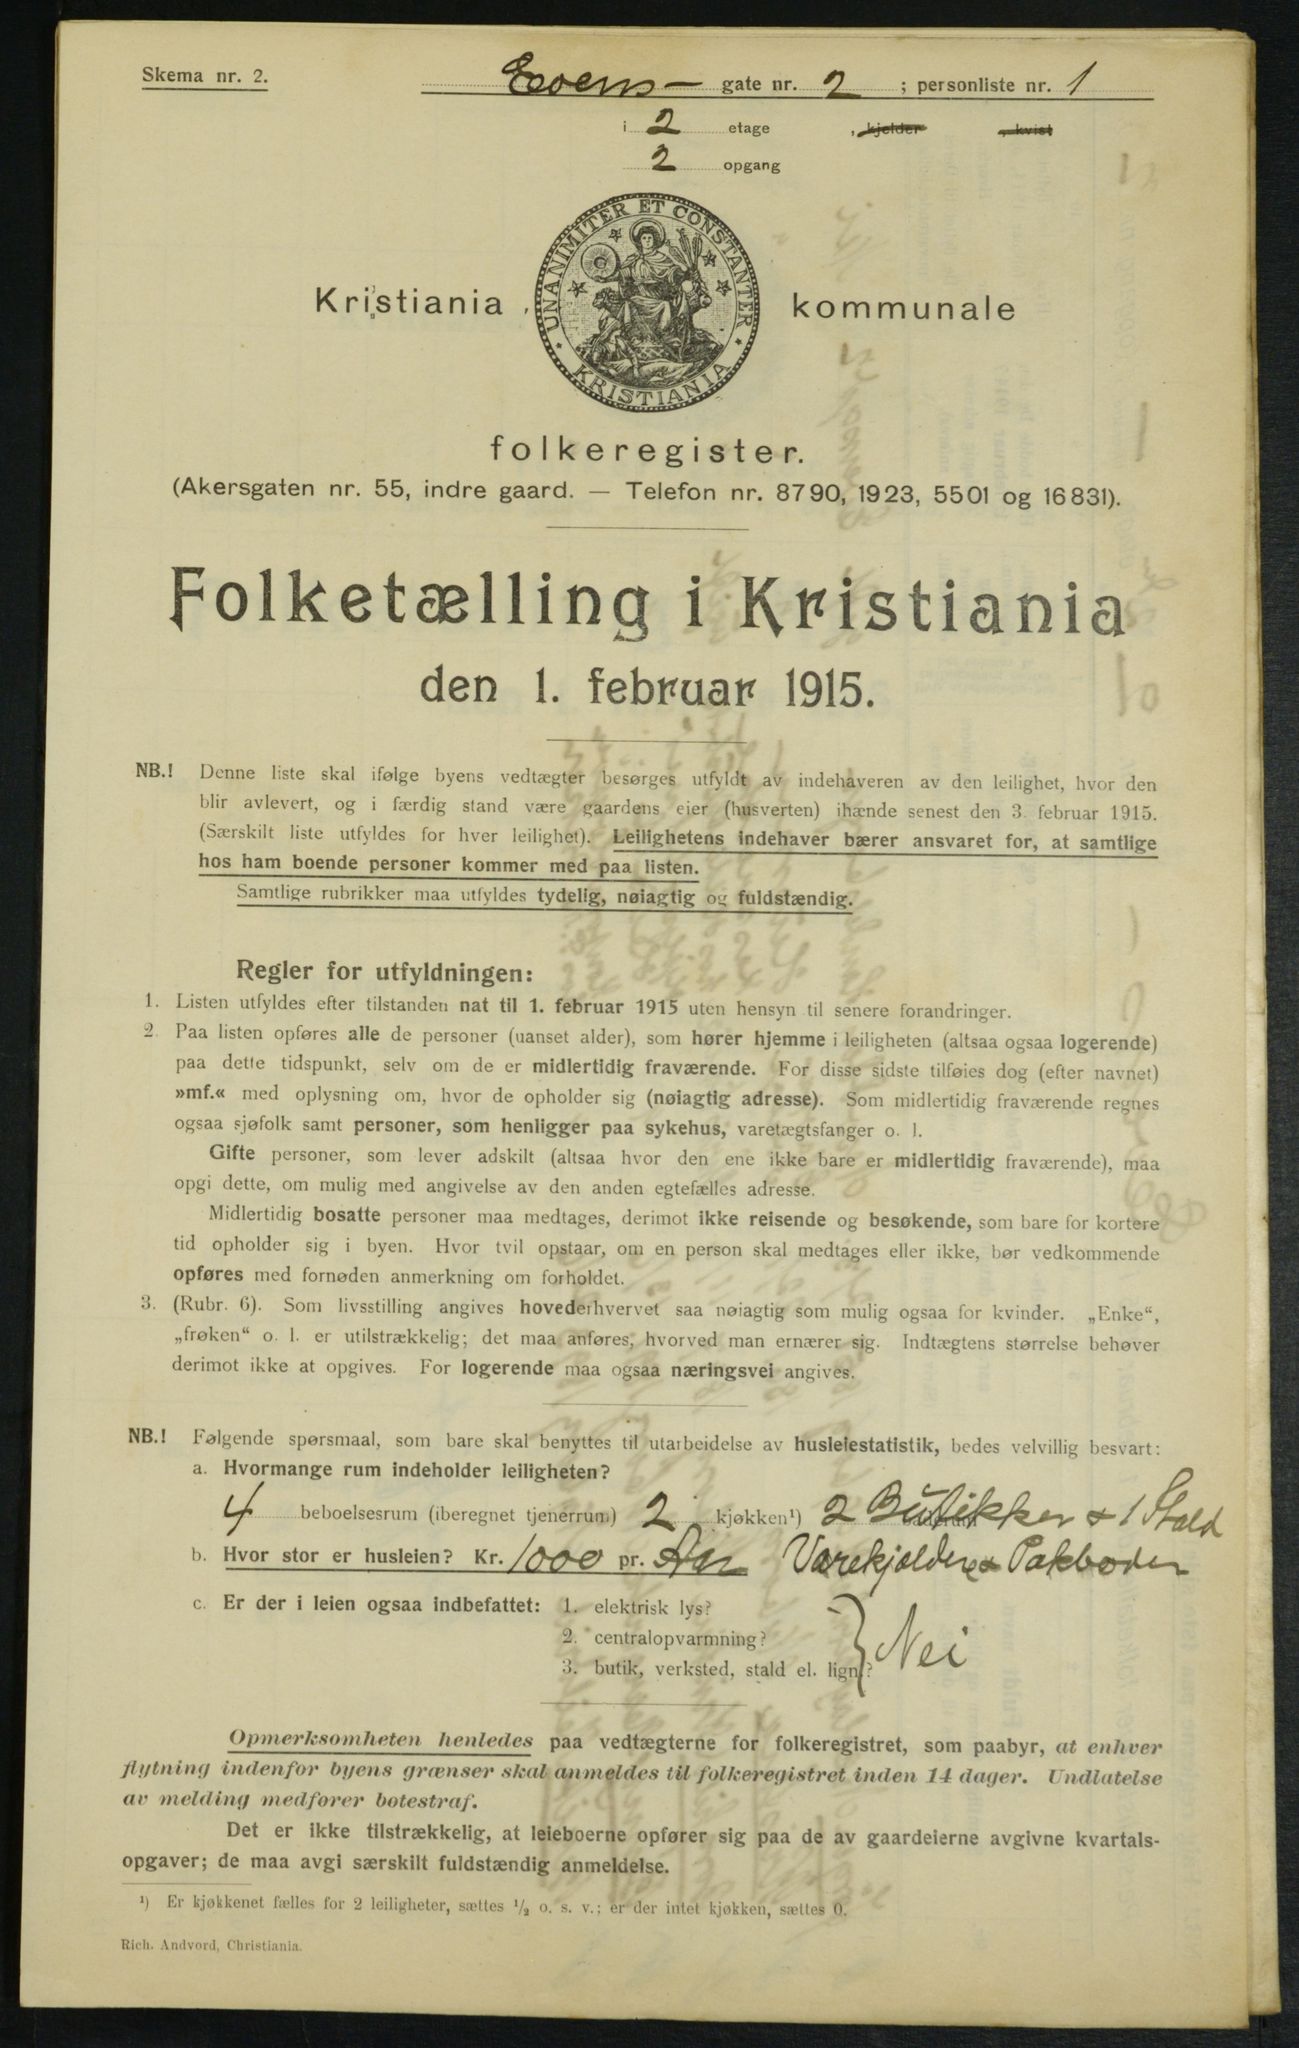 Skema nr. 2.
Evens – gate nr. 2 ; personliste nr. 1
i 2 etage , kjelder , kvist
2 opgang
UNANIMITER ET CONSTANTER
KRISTIANIA
Kristiania kommunale
folkeregister.
(Akersgaten nr. 55, indre gaard. — Telefon nr. 8790, 1923, 5501 og 16831).
Folketælling i Kristiania
den 1. februar 1915.
NB.! Denne liste skal ifølge byens vedtægter besørges utfyldt av indehaveren av den leilighet, hvor den
blir avlevert, og i færdig stand være gaardens eier (husverten) ihænde senest den 3. februar 1915.
(Særskilt liste utfyldes for hver leilighet). Leilighetens indehaver bærer ansvaret for, at samtlige
hos ham boende personer kommer med paa listen.
Samtlige rubrikker maa utfyldes tydelig, nøiagtig og fuldstændig.
Regler for utfyldningen:
1. Listen utfyldes efter tilstanden nat til 1. februar 1915 uten hensyn til senere forandringer.
2. Paa listen opføres alle de personer (uanset alder), som hører hjemme i leiligheten (altsaa ogsaa logerende)
paa dette tidspunkt, selv om de er midlertidig fraværende. For disse sidste tilføies dog (efter navnet)
»mf.« med oplysning om, hvor de opholder sig (nøiagtig adresse). Som midlertidig fraværende regnes
ogsaa sjøfolk samt personer, som henligger paa sykehus, varetægtsfanger o. l.
Gifte personer, som lever adskilt (altsaa hvor den ene ikke bare er midlertidig fraværende), maa
opgi dette, om mulig med angivelse av den anden egtefælles adresse.
Midlertidig bosatte personer maa medtages, derimot ikke reisende og besøkende, som bare for kortere
tid opholder sig i byen. Hvor tvil opstaar, om en person skal medtages eller ikke, bør vedkommende
opføres med fornøden anmerkning om forholdet.
3. (Rubr. 6). Som livsstilling angives hovederhvervet saa nøiagtig som mulig ogsaa for kvinder. „Enke“,
„frøken“ o. l. er utilstrækkelig; det maa anføres, hvorved man ernærer sig. Indtægtens størrelse behøver
derimot ikke at opgives. For logerende maa ogsaa næringsvei angives.
NB.! Følgende spørsmaal, som bare skal benyttes til utarbeidelse av husleiestatistik, bedes velvillig besvart:
a. Hvormange rum indeholder leiligheten?
4 beboelsesrum (iberegnet tjenerrum) 2 kjøkken¹) 2 Butikker & 1 Stald
b. Hvor stor er husleien? Kr. 1000 pr. Aar Varekjeldere & Pakboder
c. Er der i leien ogsaa indbefattet: 1. elektrisk lys?
2. centralopvarmning? } Nei
3. butik, verksted, stald el. lign.?
Opmerksomheten henledes paa vedtægterne for folkeregistret, som paabyr, at enhver
flytning indenfor byens grænser skal anmeldes til folkeregistret inden 14 dager. Undlatelse
av melding medfører bøtestraf.
Det er ikke tilstrækkelig, at leieboerne opfører sig paa de av gaardeierne avgivne kvartals-
opgaver; de maa avgi særskilt fuldstændig anmeldelse.
¹) Er kjøkkenet fælles for 2 leiligheter, sættes ½ o. s. v.; er der intet kjøkken, sættes 0.
Rich. Andvord, Christiania.